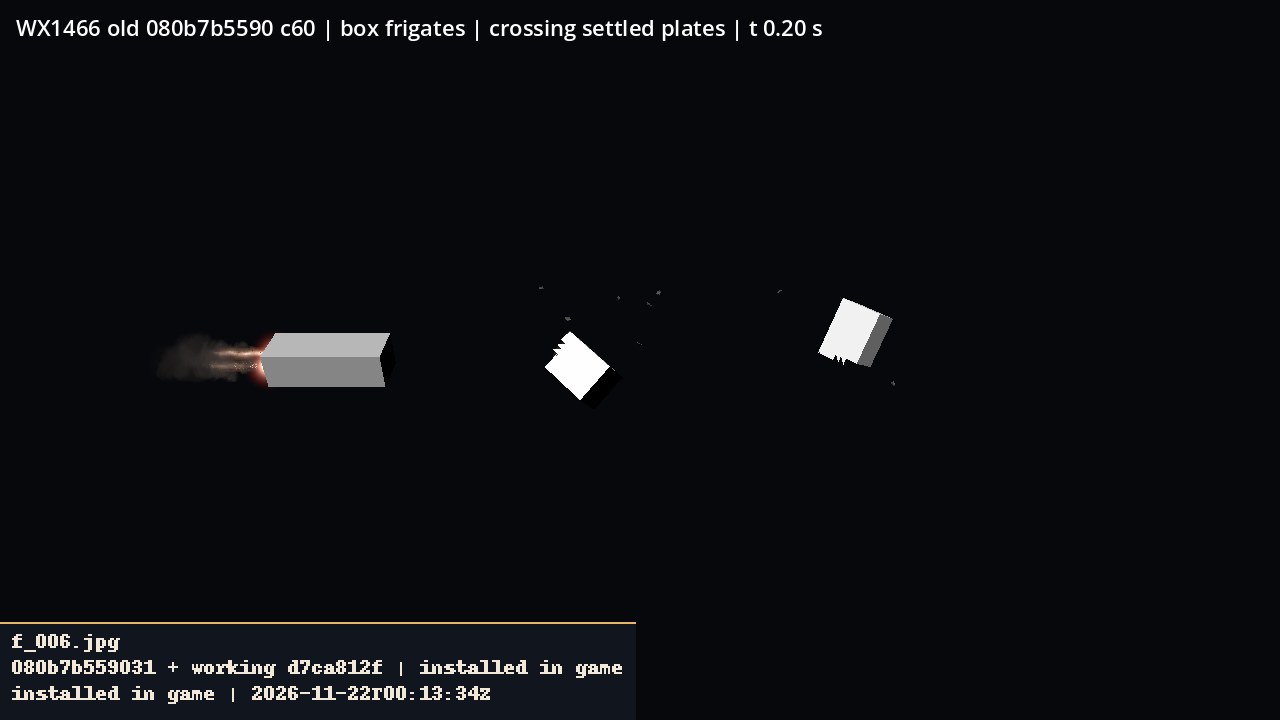 WX1466 old 080b7b5590 c60 | box frigates | crossing settled plates | t 0.20 s
f_006.jpg
080b7b559031 + working d7ca812f | installed in game
installed in game | 2026-11-22T00:13:34Z